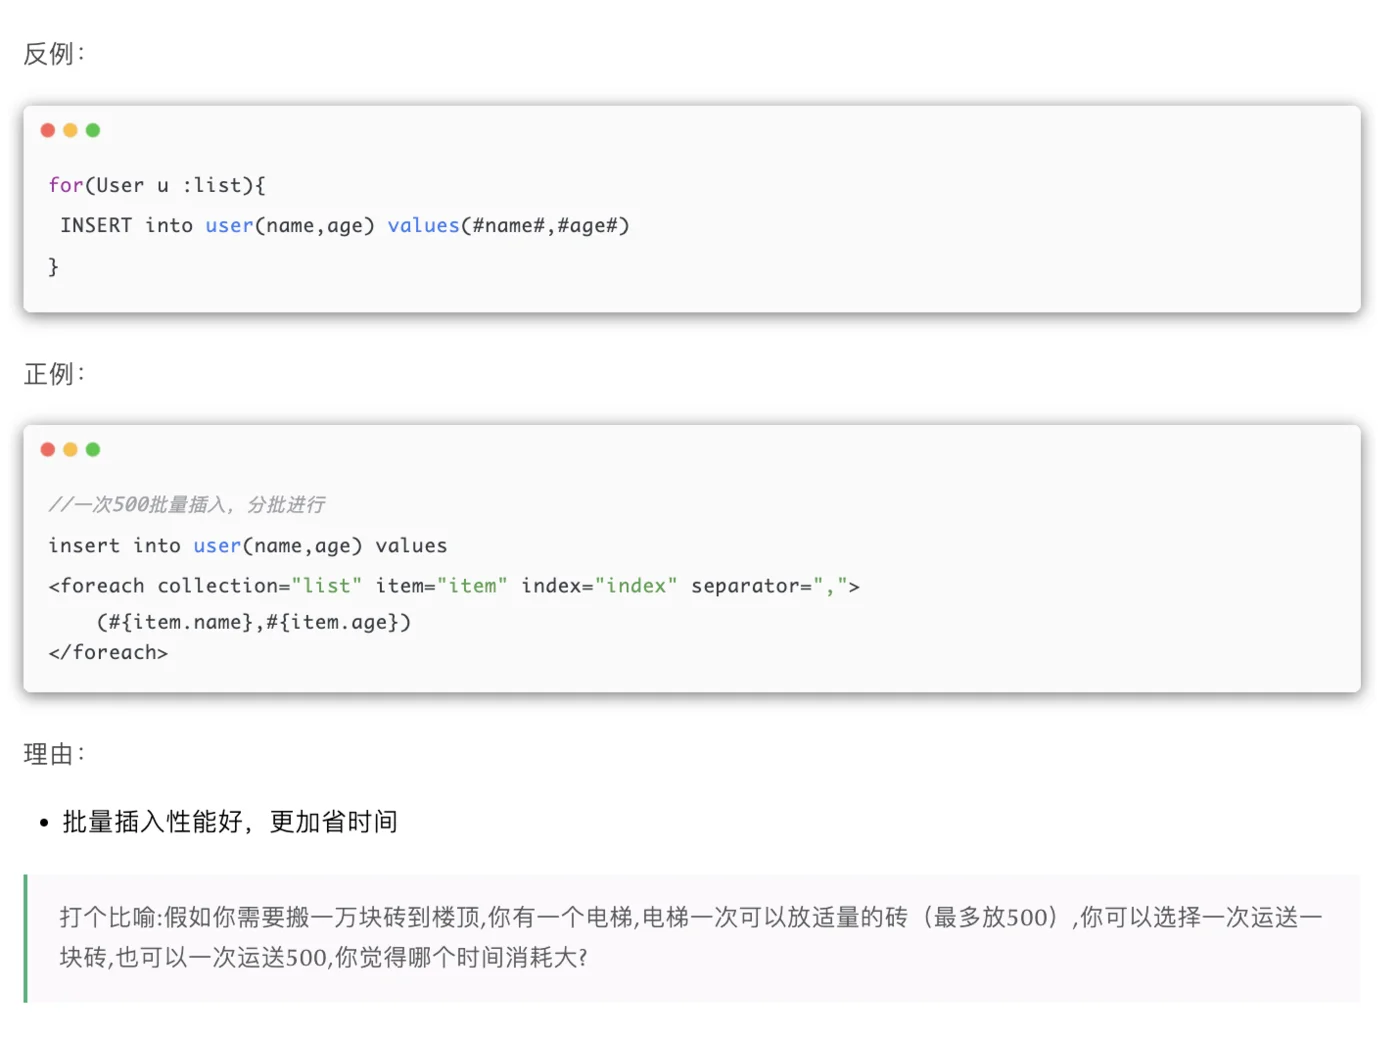 反例：
for(User u :list){
 INSERT into user(name,age) values(#name#,#age#)
}
正例：
//一次500批量插入，分批进行
insert into user(name,age) values
<foreach collection="list" item="item" index="index" separator=",">
    (#{item.name},#{item.age})
</foreach>
理由：
• 批量插入性能好，更加省时间
打个比喻:假如你需要搬一万块砖到楼顶,你有一个电梯,电梯一次可以放适量的砖（最多放500）,你可以选择一次运送一
块砖,也可以一次运送500,你觉得哪个时间消耗大?